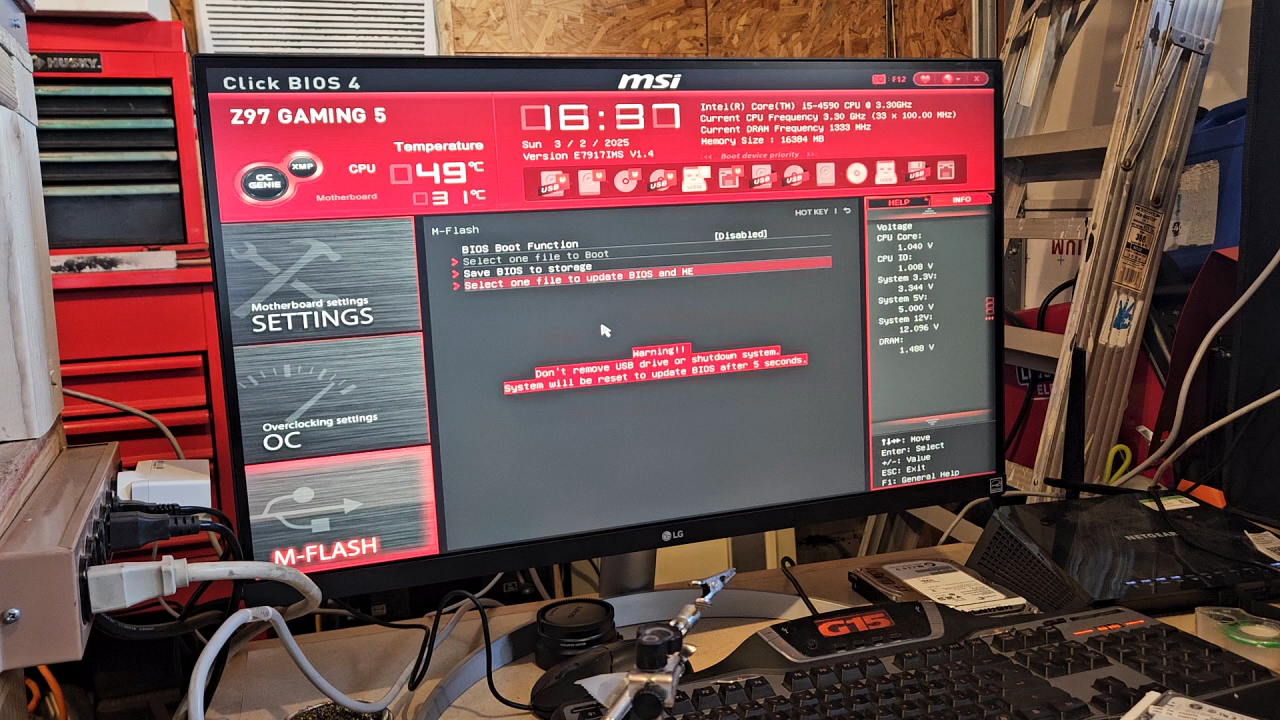 HUSKY
Click BIOS 4
msi
F12
Z97 GAMING 5
16:30
Intel(R) Core(TM) i5-4590 CPU @ 3.30GHz
Current CPU Frequency 3.30 GHz (33 x 100.00 MHz)
Current DRAM Frequency 1333 MHz
Memory Size : 16384 MB
Sun 3 / 2 / 2025
Version E7917IMS V1.4
Boot device priority
Temperature
OC GENIE
XMP
CPU 49°C
Motherboard 31°C
USB
USB
USB
USB
USB
HOT KEY
HELP
INFO
M-Flash
BIOS Boot Function [Disabled]
> Select one file to Boot
> Save BIOS to storage
> Select one file to update BIOS and ME
Warning!!
Don't remove USB drive or shutdown system.
System will be reset to update BIOS after 5 seconds.
Motherboard settings
SETTINGS
Overclocking settings
OC
M-FLASH
Voltage
CPU Core:
1.040 V
CPU IO:
1.008 V
System 3.3V:
3.344 V
System 5V:
5.000 V
System 12V:
12.096 V
DRAM:
1.488 V
↑↓←→: Move
Enter: Select
+/-: Value
ESC: Exit
F1: General Help
LG
NETGEAR
G15